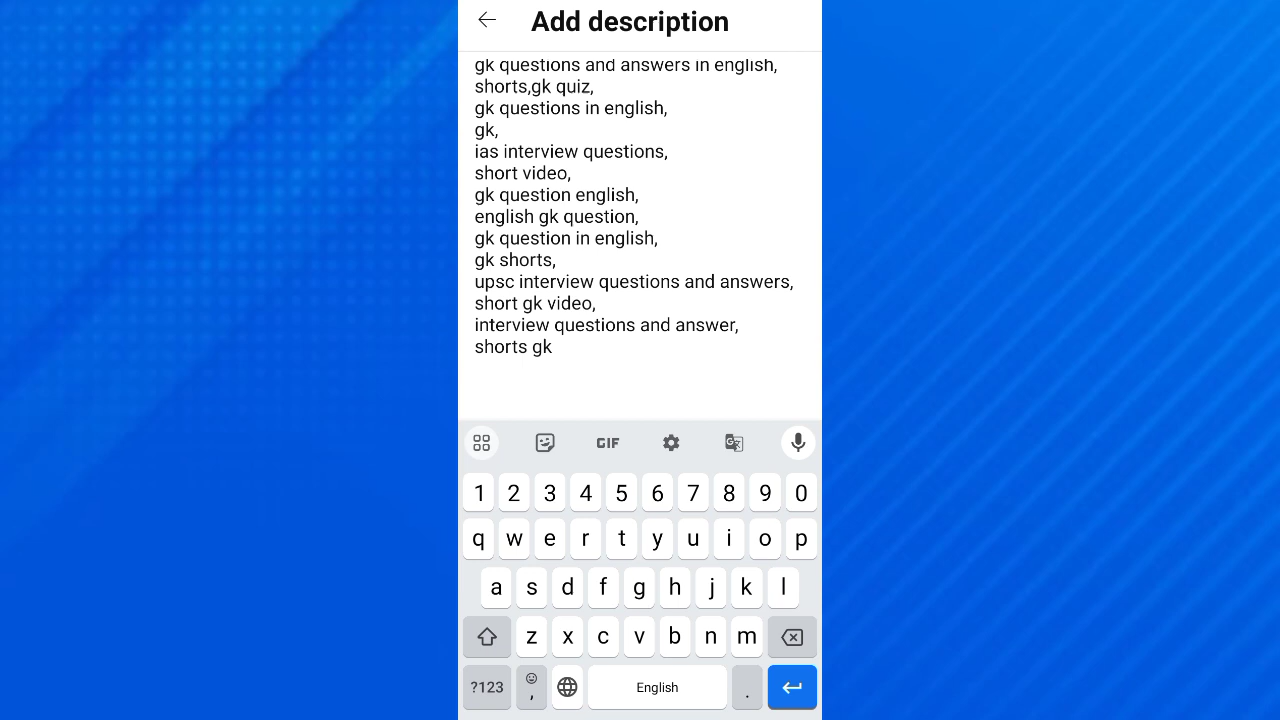 Add description
gk questions and answers in english,
shorts,gk quiz,
gk questions in english,
gk,
ias interview questions,
short video,
gk question english,
english gk question,
gk question in english,
gk shorts,
upsc interview questions and answers,
short gk video,
interview questions and answer,
shorts gk
GIF
1 2 3 4 5 6 7 8 9 0
q w e r t y u i o p
a s d f g h j k l
z x c v b n m
?123 , English .